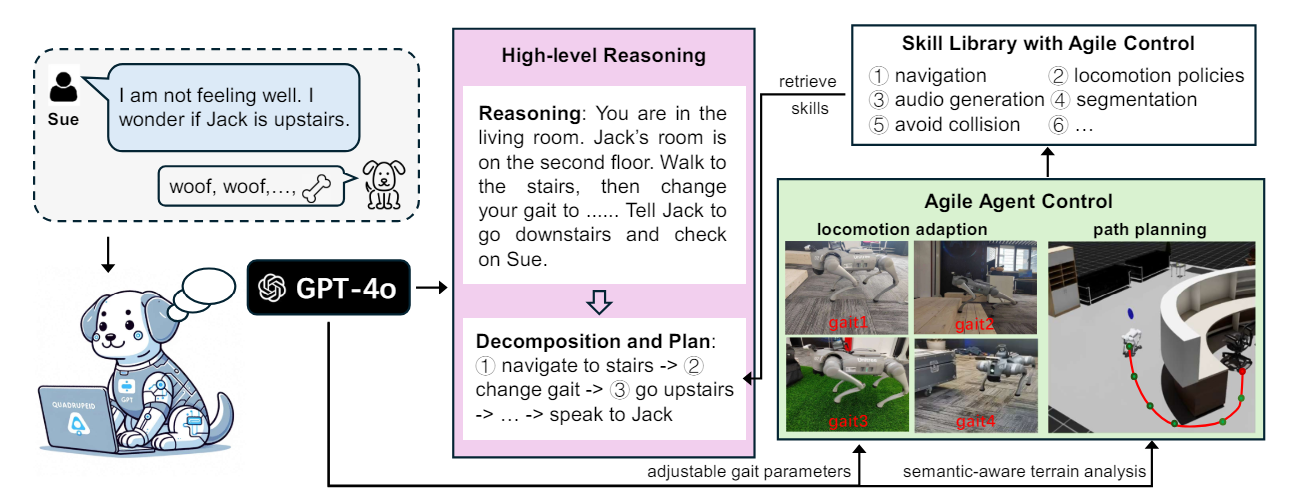 I am not feeling well. I
wonder if Jack is upstairs.
Sue
woof, woof,...,
QUADRUPEID
GPT
GPT-4o
High-level Reasoning
Reasoning: You are in the
living room. Jack's room is
on the second floor. Walk to
the stairs, then change
your gait to ...... Tell Jack to
go downstairs and check
on Sue.
Decomposition and Plan:
① navigate to stairs -> ②
change gait -> ③ go upstairs
-> ... -> speak to Jack
retrieve
skills
Skill Library with Agile Control
① navigation ② locomotion policies
③ audio generation ④ segmentation
⑤ avoid collision ⑥ ...
Agile Agent Control
locomotion adaption
path planning
gait1
gait2
gait3
gait4
adjustable gait parameters
semantic-aware terrain analysis